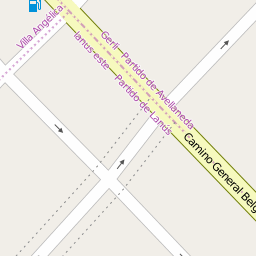 Villa Angélica
Gerli - Partido de Avellaneda
lanus este - Partido de Lanús
Camino General Belg